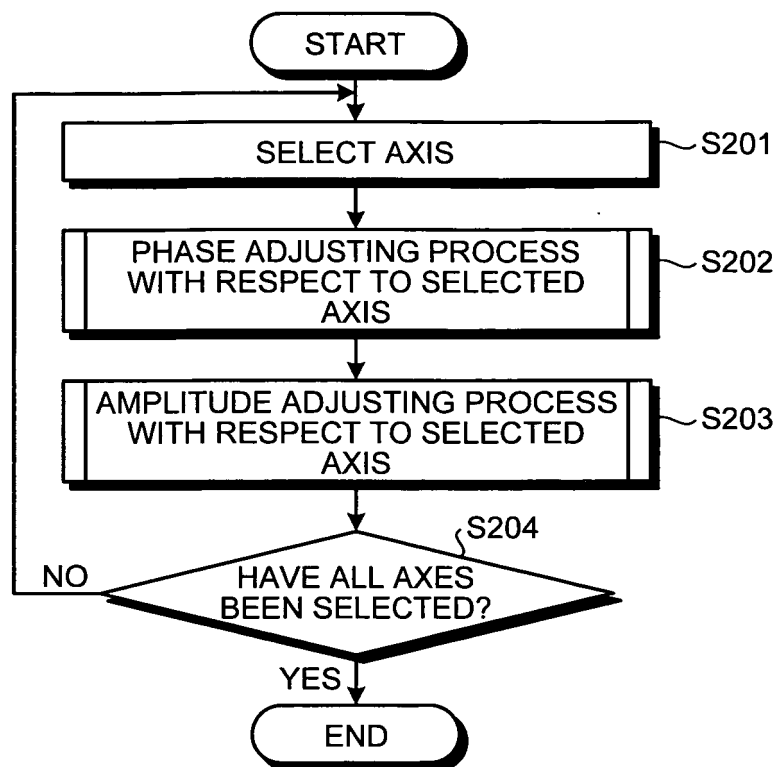 START
SELECT AXIS
S201
PHASE ADJUSTING PROCESS
WITH RESPECT TO SELECTED
AXIS
S202
AMPLITUDE ADJUSTING PROCESS
WITH RESPECT TO SELECTED
AXIS
S203
S204
HAVE ALL AXES
BEEN SELECTED?
NO
YES
END